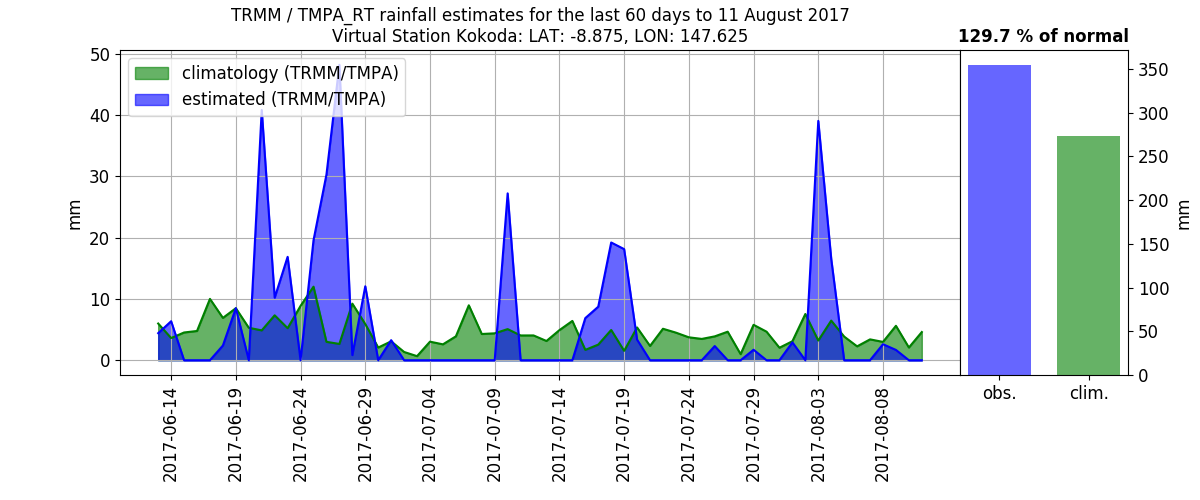 TRMM / TMPA_RT rainfall estimates for the last 60 days to 11 August 2017
Virtual Station Kokoda: LAT: -8.875, LON: 147.625
129.7 % of normal
climatology (TRMM/TMPA)
estimated (TRMM/TMPA)
mm
50
40
30
20
10
0
2017-06-14
2017-06-19
2017-06-24
2017-06-29
2017-07-04
2017-07-09
2017-07-14
2017-07-19
2017-07-24
2017-07-29
2017-08-03
2017-08-08
350
300
250
200
150
100
50
0
mm
obs.
clim.